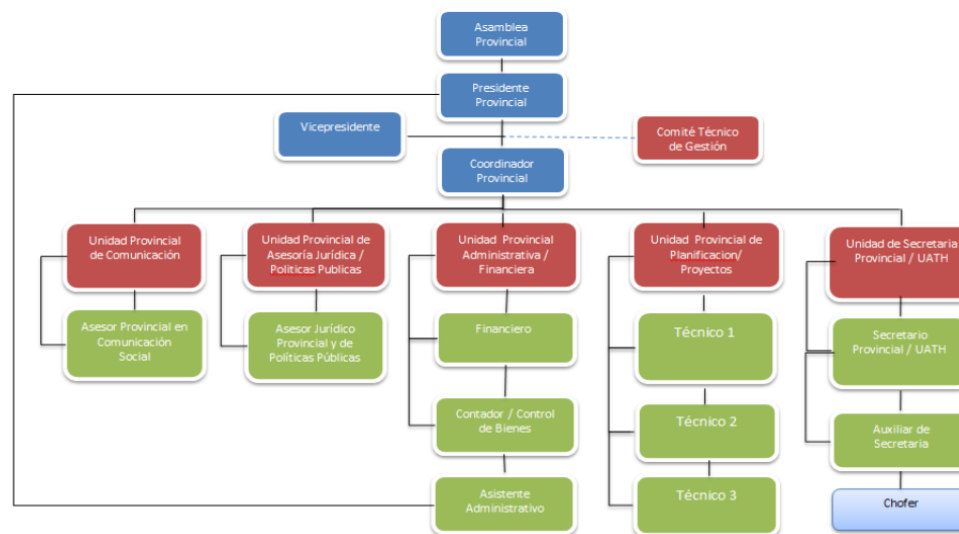 Asamblea
Provincial
Presidente
Provincial
Vicepresidente
Comité Técnico
de Gestión
Coordinador
Provincial
Unidad Provincial
de Comunicación
Unidad Provincial de
Asesoría Jurídica /
Politicas Publicas
Unidad Provincial
Administrativa /
Financiera
Unidad Provincial de
Planificacion/
Proyectos
Unidad de Secretaria
Provincial / UATH
Asesor Provincial en
Comunicación
Social
Asesor Jurídico
Provincial y de
Políticas Públicas
Financiero
Técnico 1
Secretario
Provincial / UATH
Contador / Control
de Bienes
Técnico 2
Auxiliar de
Secretaria
Asistente
Administrativo
Técnico 3
Chofer